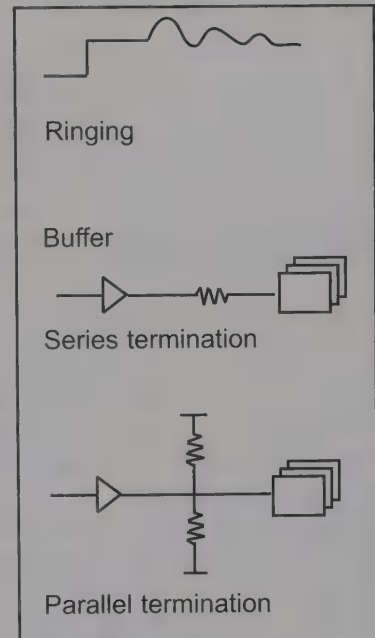 Ringing
Buffer
Series termination
Parallel termination